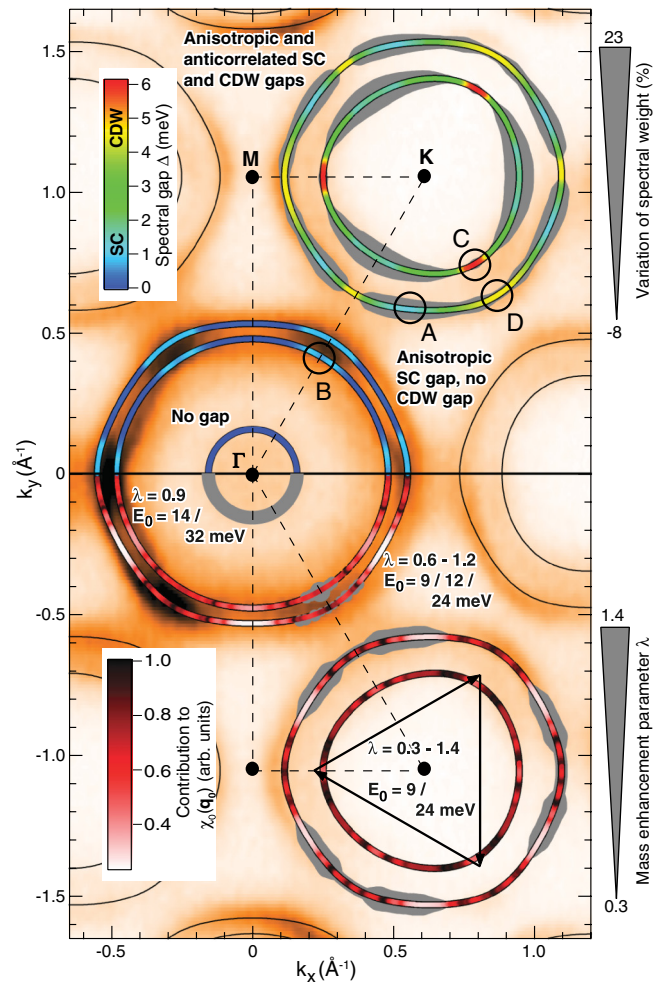 Anisotropic and
anticorrelated SC
and CDW gaps
23
Variation of spectral weight (%)
-8
6
5
4
3
2
1
0
CDW
SC
Spectral gap Δ (meV)
M
K
C
A
D
B
Anisotropic
SC gap, no
CDW gap
No gap
Γ
λ = 0.9
E0 = 14 /
32 meV
λ = 0.6 - 1.2
E0 = 9 / 12 /
24 meV
1.4
Mass enhancement parameter λ
0.3
1.0
0.8
0.6
0.4
Contribution to
χ0(q0) (arb. units)
λ = 0.3 - 1.4
E0 = 9 /
24 meV
1.5
1.0
0.5
0
-0.5
-1.0
-1.5
ky (Å-1)
-0.5
0
0.5
1.0
kx (Å-1)